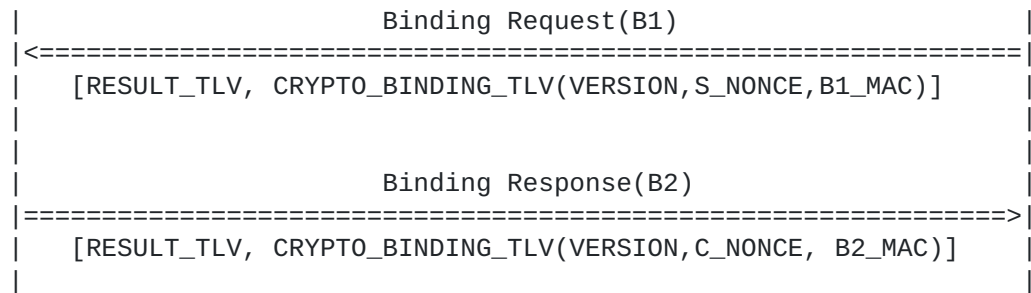 Binding Request(B1)
|<===============================================================|
[RESULT_TLV, CRYPTO_BINDING_TLV(VERSION,S_NONCE,B1_MAC)]
Binding Response(B2)
|===============================================================>|
[RESULT_TLV, CRYPTO_BINDING_TLV(VERSION,C_NONCE, B2_MAC)]